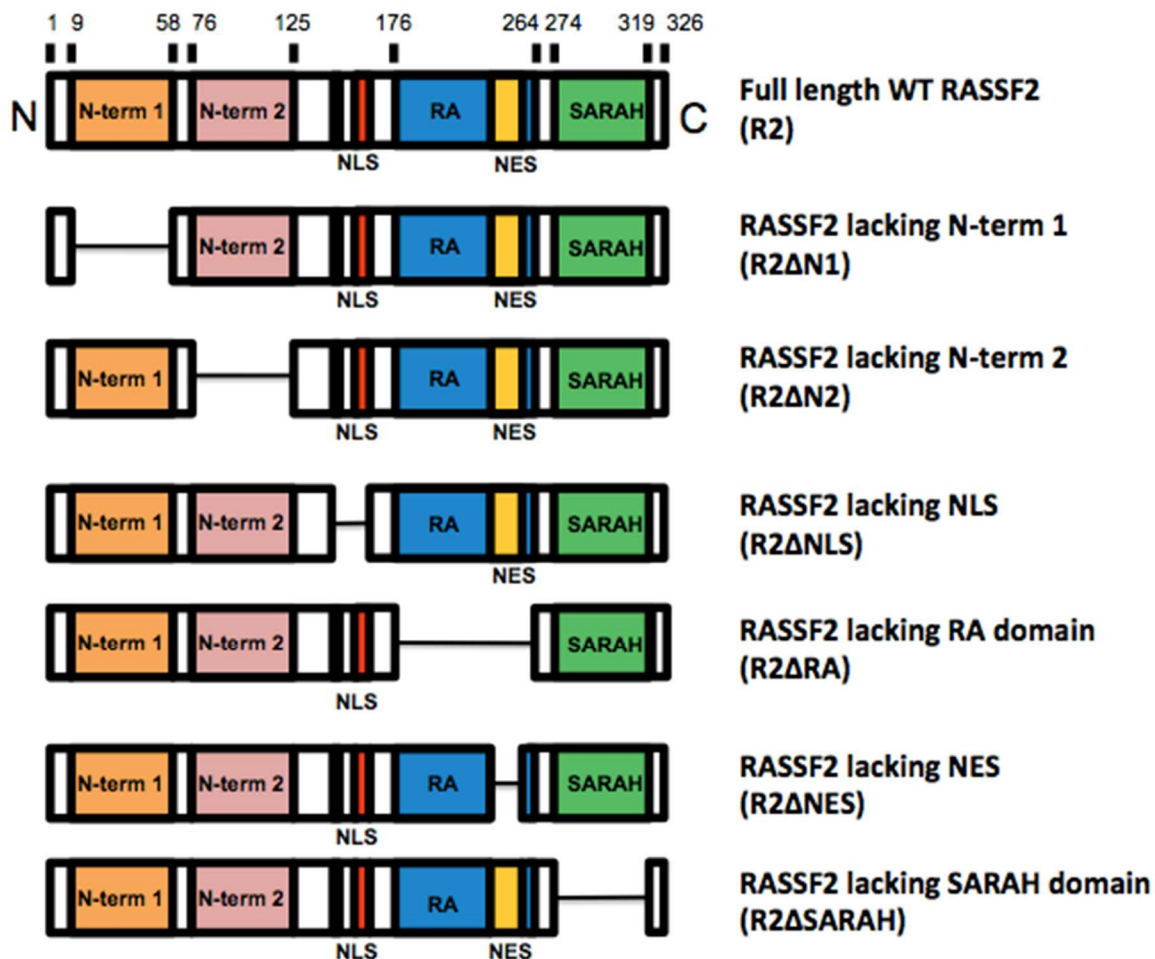 1 9 58 76 125 176 264 274 319 326
N N-term 1 N-term 2 RA SARAH C
NLS NES
Full length WT RASSF2
(R2)
N-term 2 RA SARAH
NLS NES
RASSF2 lacking N-term 1
(R2ΔN1)
N-term 1 RA SARAH
NLS NES
RASSF2 lacking N-term 2
(R2ΔN2)
N-term 1 N-term 2 RA SARAH
NES
RASSF2 lacking NLS
(R2ΔNLS)
N-term 1 N-term 2 SARAH
NLS
RASSF2 lacking RA domain
(R2ΔRA)
N-term 1 N-term 2 RA SARAH
NLS
RASSF2 lacking NES
(R2ΔNES)
N-term 1 N-term 2 RA
NLS NES
RASSF2 lacking SARAH domain
(R2ΔSARAH)